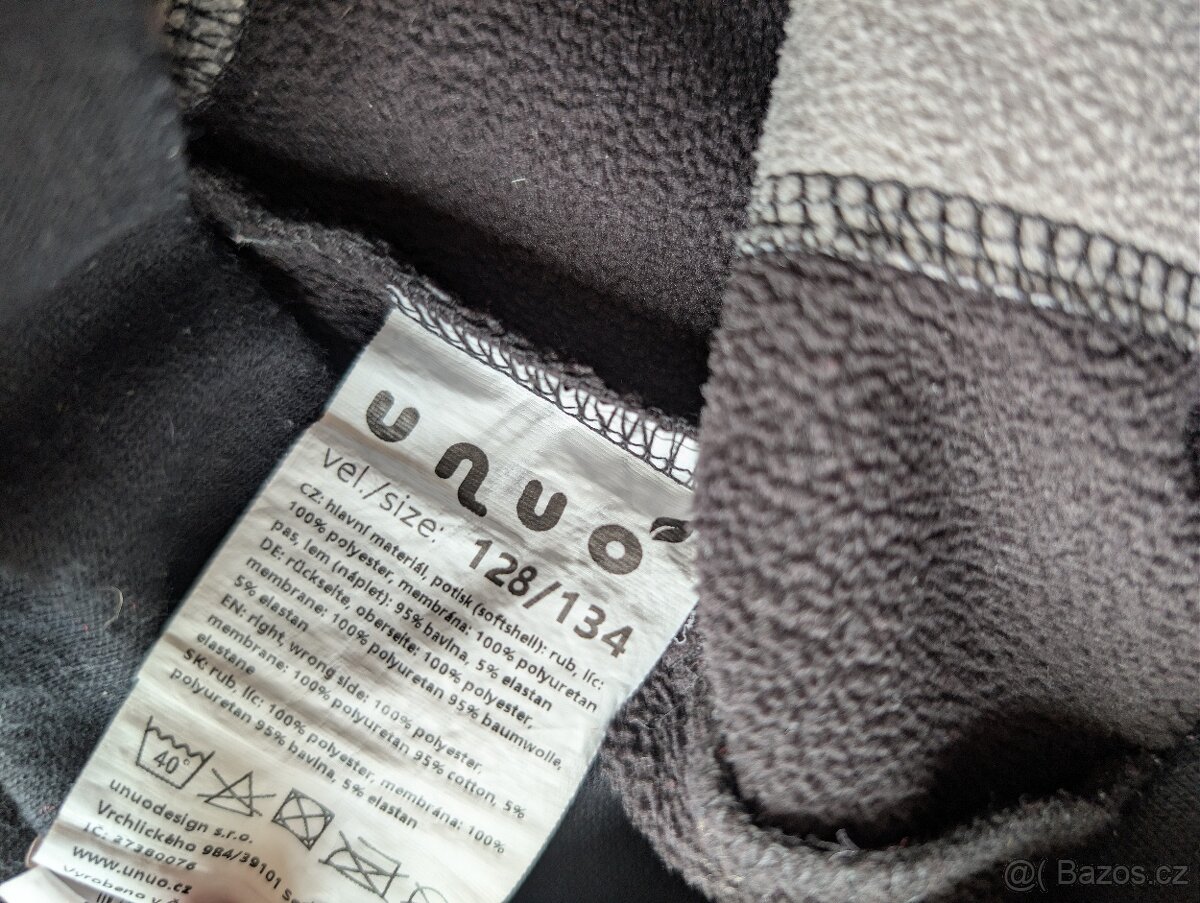 unuo
vel./size: 128/134
cz: hlavní materiál, potisk (softshell): rub, líc:
100% polyester, membrána: 100% polyuretan
pas, lem (náplet): 95% bavlna, 5% elastan
DE: rückseite, oberseite: 100% polyester,
membrane: 100% polyuretan 95% baumwolle,
5% elastan
EN: right, wrong side: 100% polyester,
membrane: 100% polyuretan 95% cotton, 5%
elastane
SK: rub, líc: 100% polyester, membrána: 100%
polyuretan 95% bavlna, 5% elastan
40°
unuodesign s.r.o.
Vrchlického 984/39101
IČ: 27380076
www.unuo.cz
Vyrobeno v
@( Bazos.cz